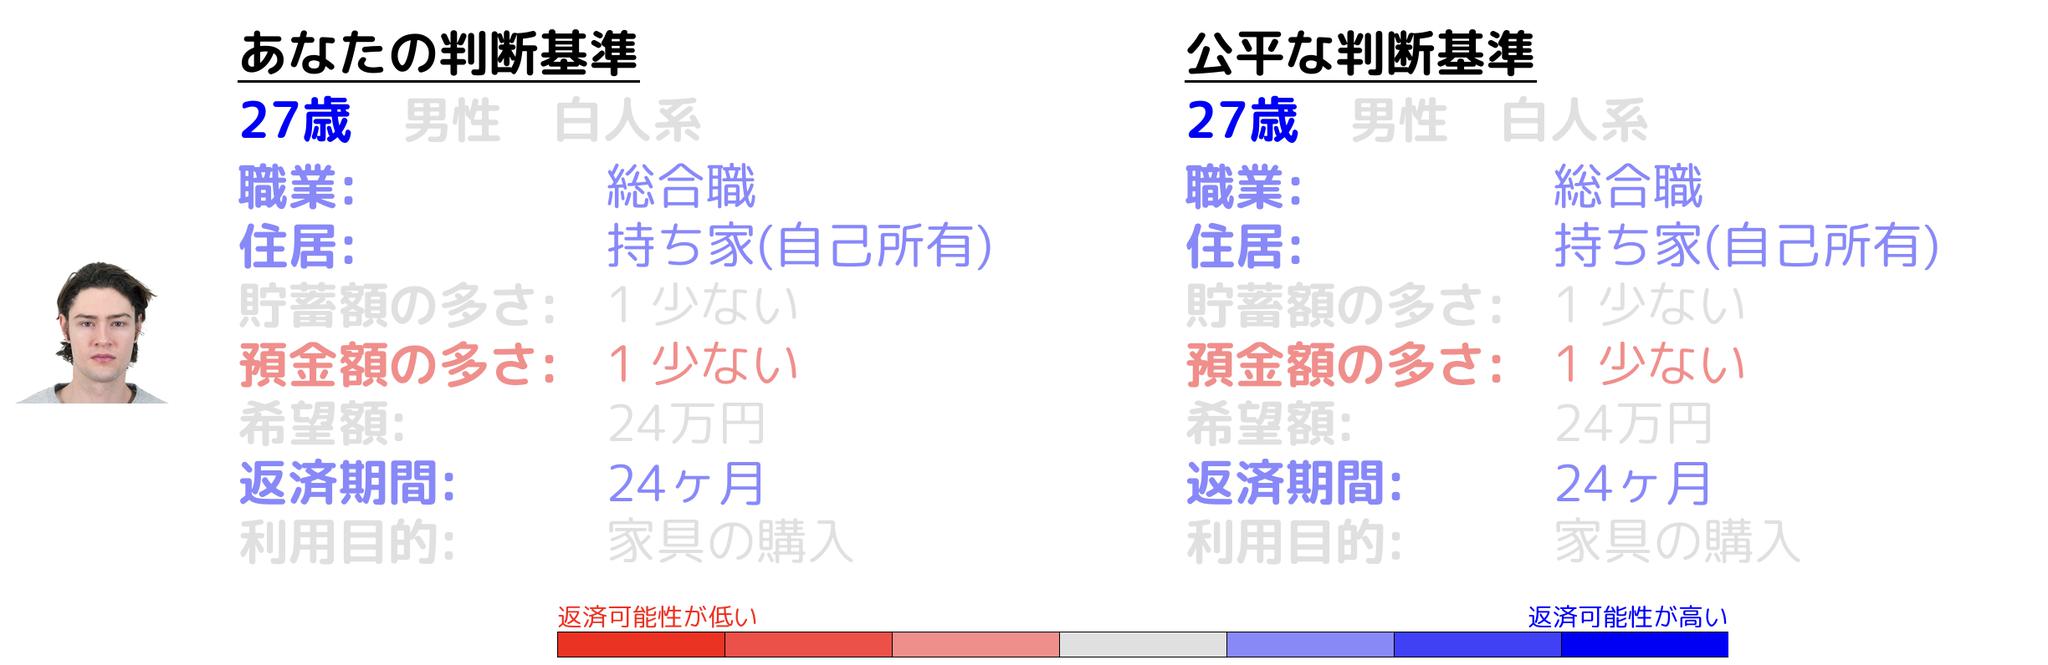 あなたの判断基準
27歳 男性 白人系
職業: 総合職
住居: 持ち家(自己所有)
貯蓄額の多さ: 1 少ない
預金額の多さ: 1 少ない
希望額: 24万円
返済期間: 24ヶ月
利用目的: 家具の購入
公平な判断基準
27歳 男性 白人系
職業: 総合職
住居: 持ち家(自己所有)
貯蓄額の多さ: 1 少ない
預金額の多さ: 1 少ない
希望額: 24万円
返済期間: 24ヶ月
利用目的: 家具の購入
返済可能性が低い 返済可能性が高い